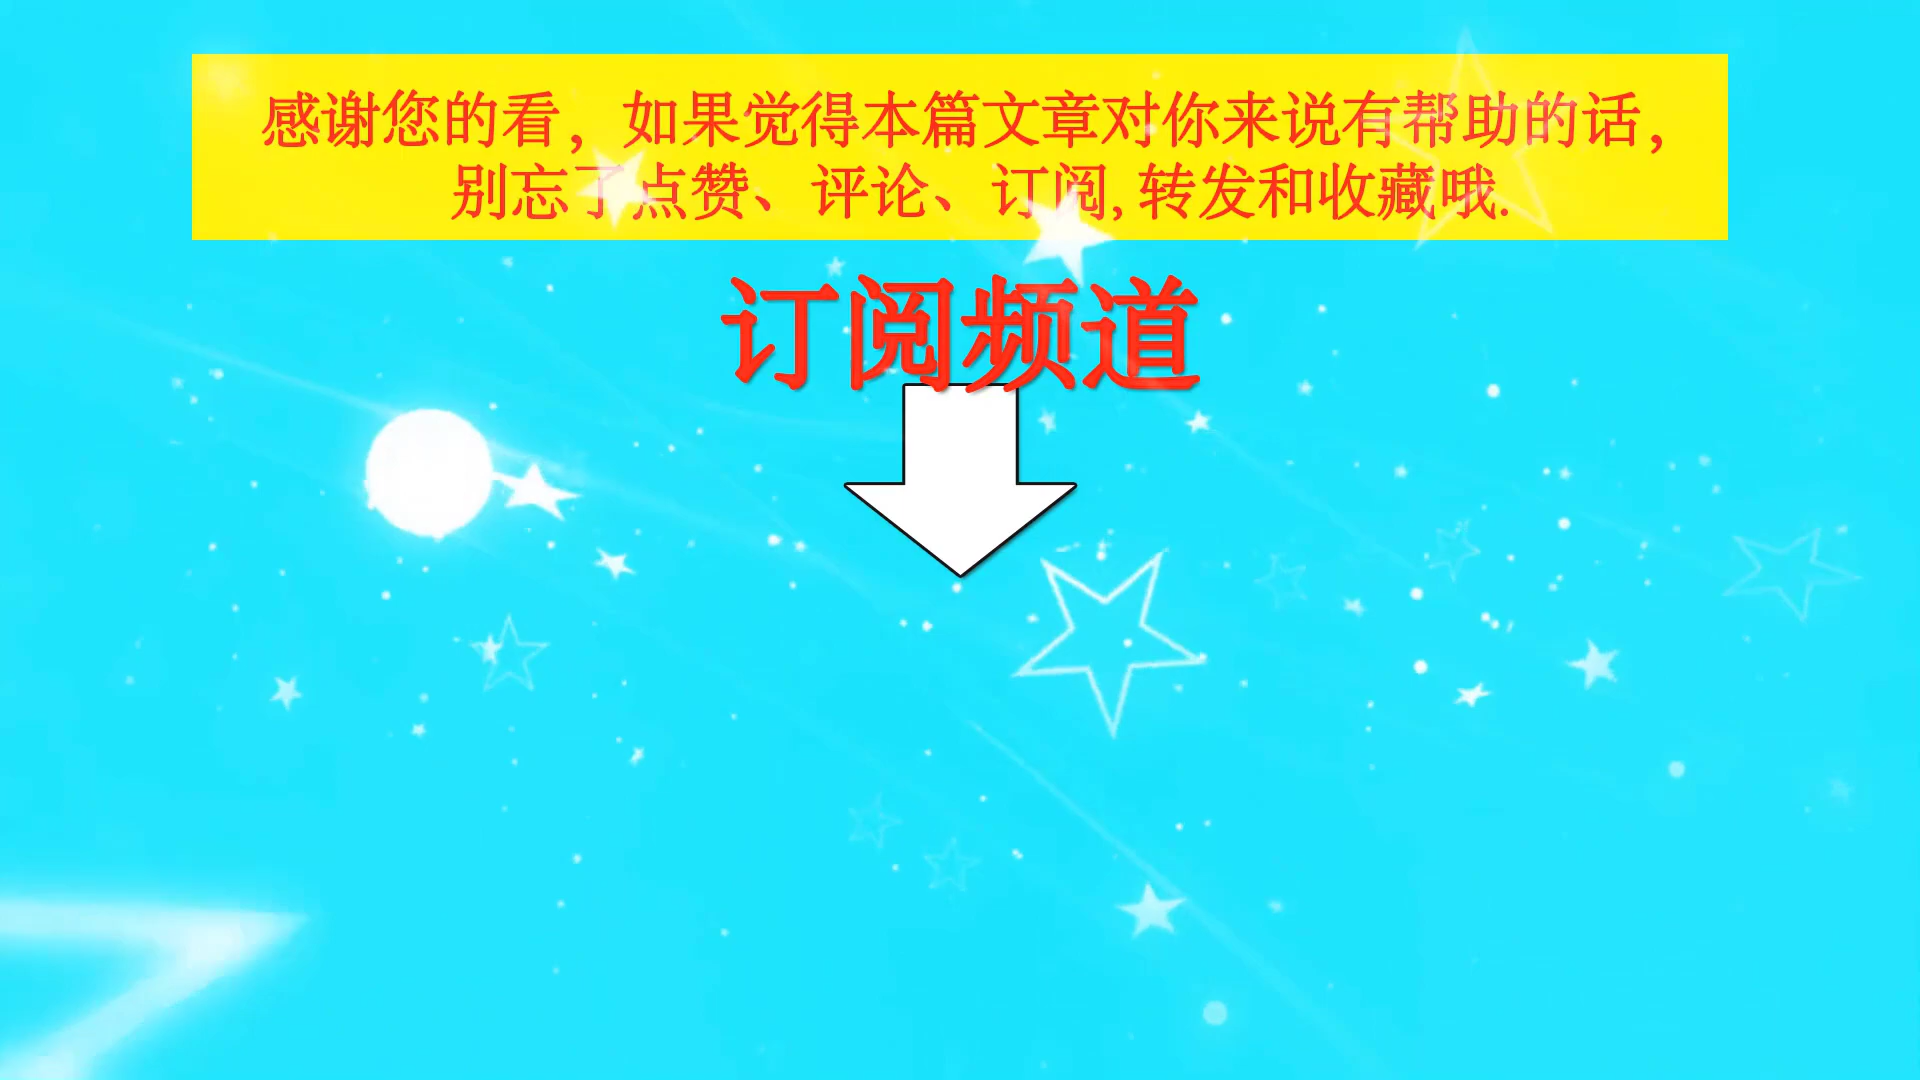 感谢您的看，如果觉得本篇文章对你来说有帮助的话，
别忘了点赞、评论、订阅,转发和收藏哦.
订阅频道